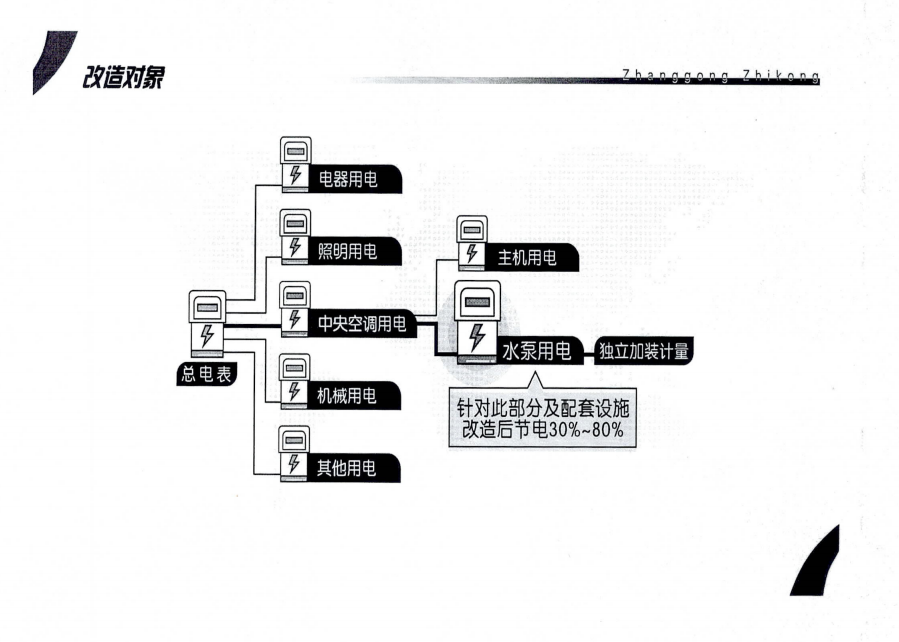 改造对象
Zhanggong Zhikong
电器用电
照明用电
主机用电
中央空调用电
水泵用电
独立加装计量
总电表
机械用电
针对此部分及配套设施
改造后节电30%~80%
其他用电